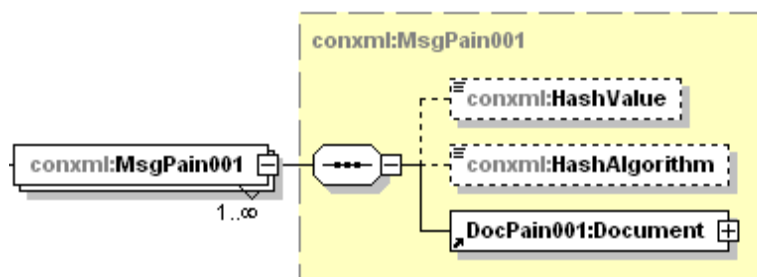 conxml:MsgPain001
conxml:HashValue
conxml:MsgPain001
conxml:HashAlgorithm
1..∞
DocPain001:Document